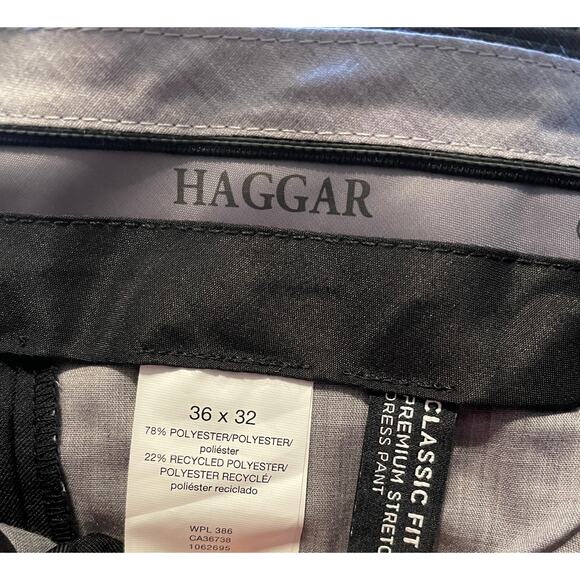 HAGGAR
36 x 32
78% POLYESTER/POLYESTER/
poliéster
22% RECYCLED POLYESTER/
POLYESTER RECYCLÉ/
poliéster reciclado
WPL 386
CA36738
1062695
CLASSIC FIT
PREMIUM STRETC
DRESS PANT